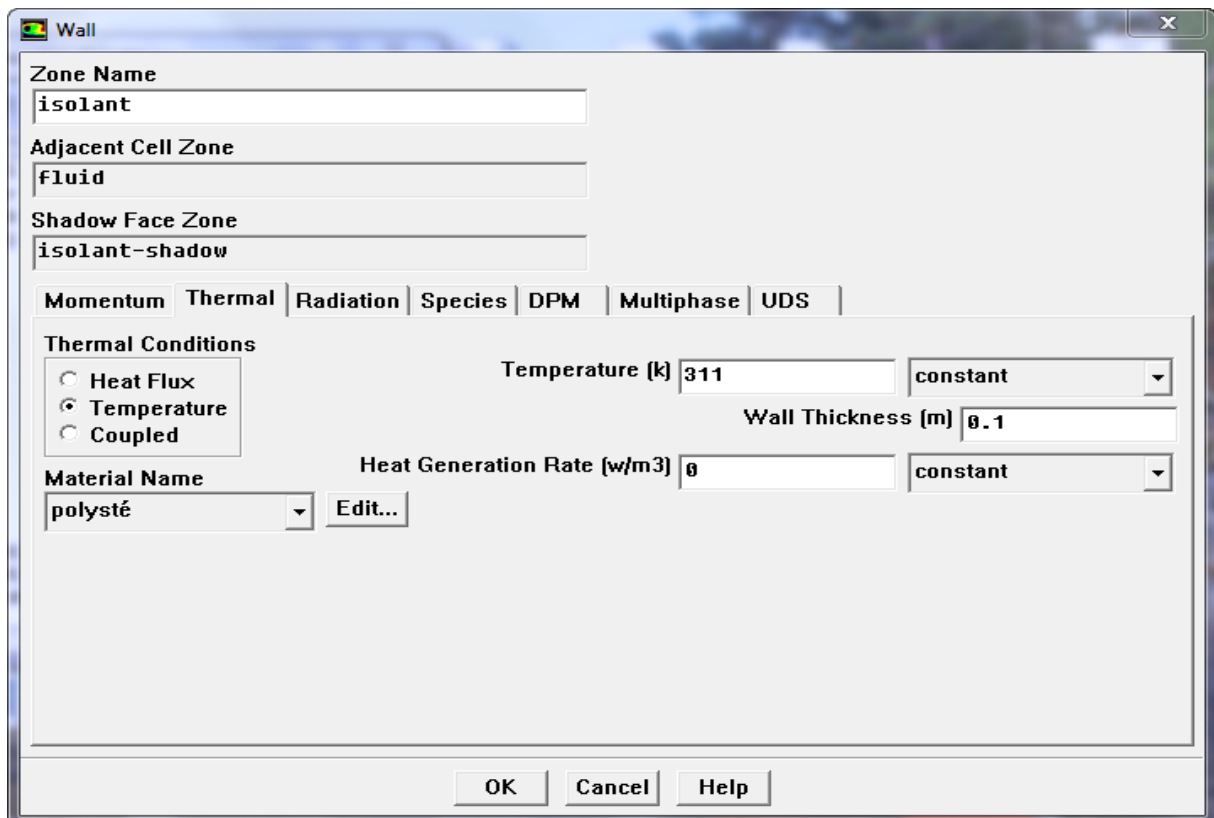 Wall
Zone Name
isolant
Adjacent Cell Zone
fluid
Shadow Face Zone
isolant-shadow
Momentum Thermal Radiation Species DPM Multiphase UDS
Thermal Conditions
Heat Flux
Temperature
Coupled
Temperature (k) 311 constant
Wall Thickness (m) 0.1
Heat Generation Rate (w/m3) 0 constant
Material Name
polysté Edit...
OK Cancel Help